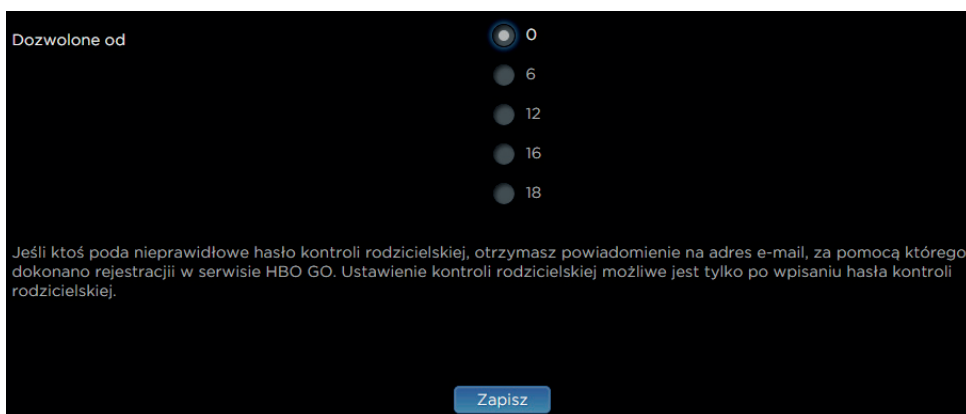 Dozwolone od 0
6
12
16
18
Jeśli ktoś poda nieprawidłowe hasło kontroli rodzicielskiej, otrzymasz powiadomienie na adres e-mail, za pomocą którego
dokonano rejestracjii w serwisie HBO GO. Ustawienie kontroli rodzicielskiej możliwe jest tylko po wpisaniu hasła kontroli
rodzicielskiej.
Zapisz